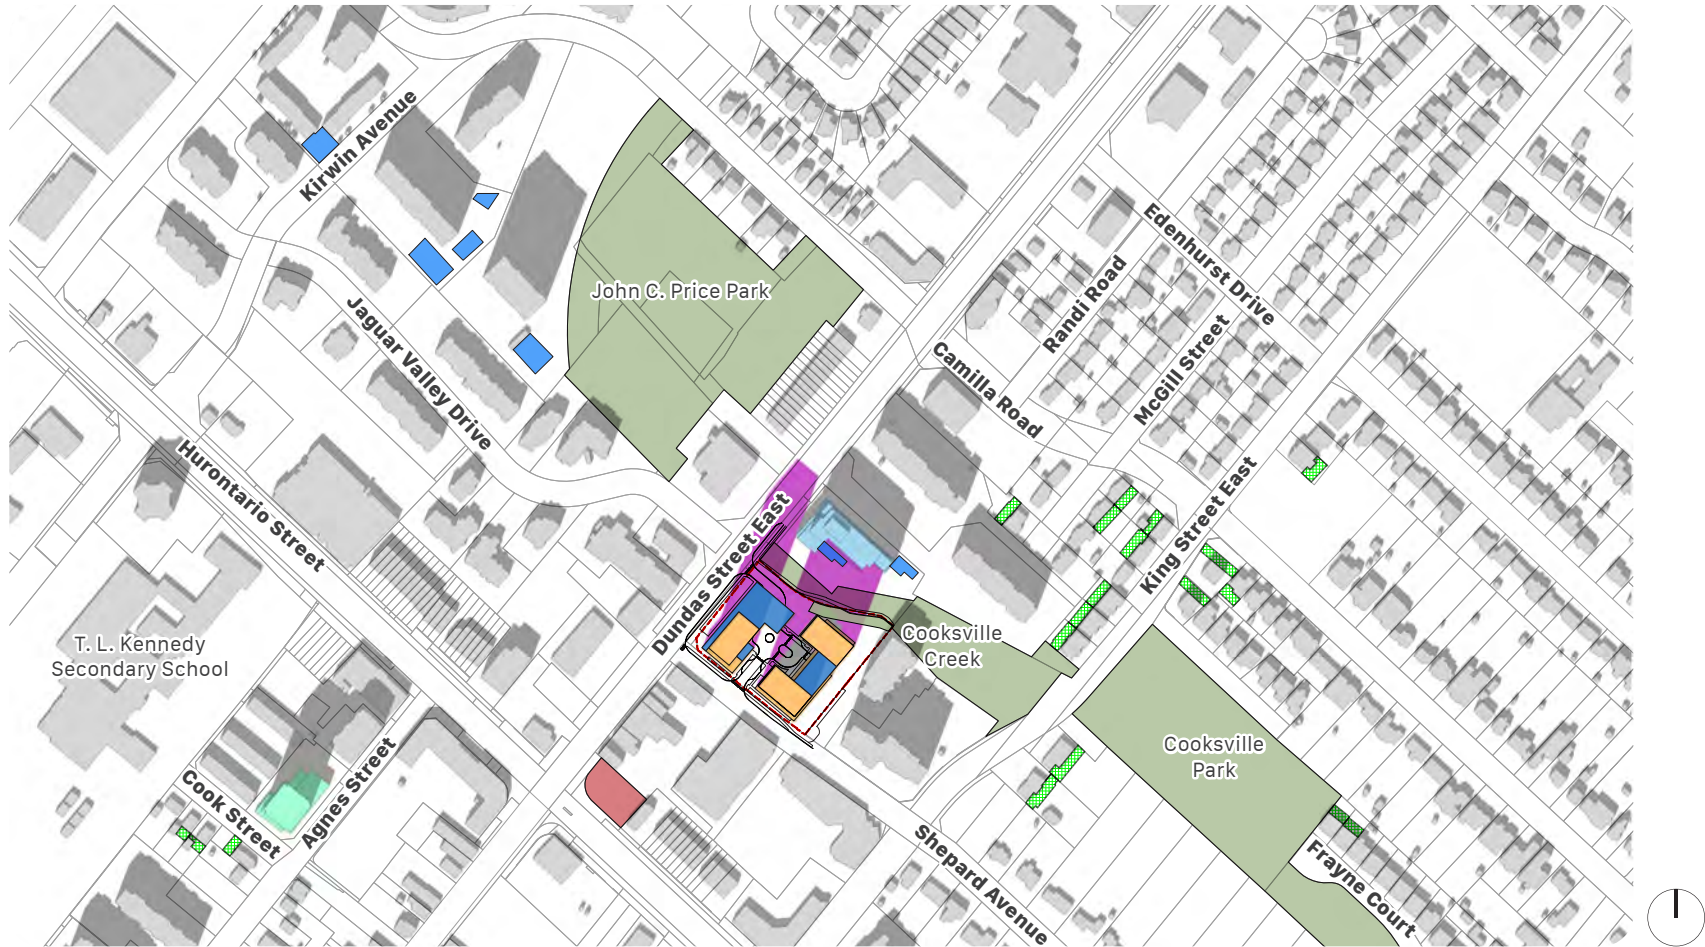 Kirwin Avenue
John C. Price Park
Edenhurst Drive
Randi Road
McGill Street
Camilla Road
Jaguar Valley Drive
Hurontario Street
Dundas Street East
King Street East
T. L. Kennedy
Secondary School
Cooksville
Creek
Cooksville
Park
Cook Street
Agnes Street
Shepard Avenue
Frayne Court